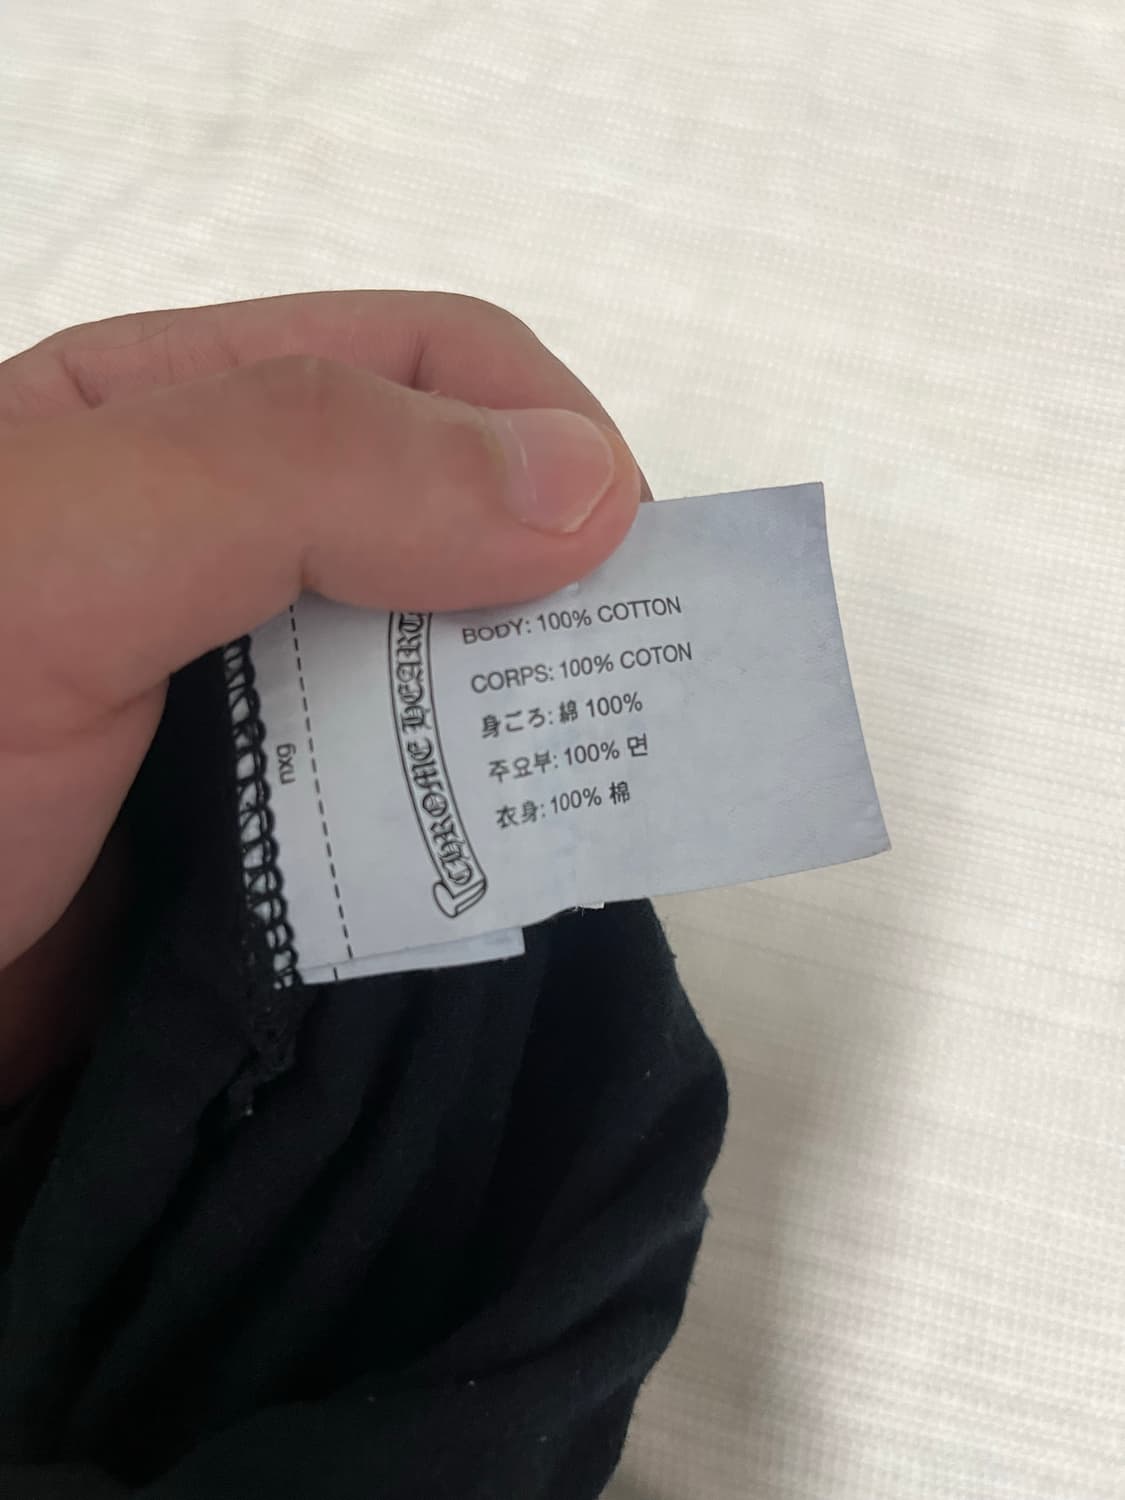 nxg
CHROME HEART
BODY: 100% COTTON
CORPS: 100% COTON
身ごろ: 綿 100%
주요부: 100% 면
衣身: 100% 棉